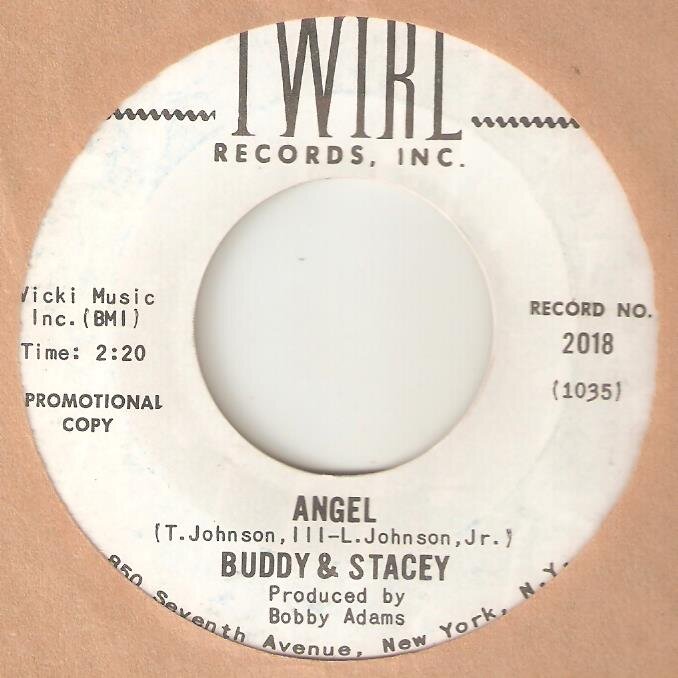 TWIRL
RECORDS, INC.
Vicki Music
Inc.(BMI)
Time: 2:20
PROMOTIONAL
COPY
RECORD NO.
2018
(1035)
ANGEL
(T.Johnson,III-L.Johnson,Jr.)
BUDDY & STACEY
Produced by
Bobby Adams
850 Seventh Avenue, New York, N.Y.